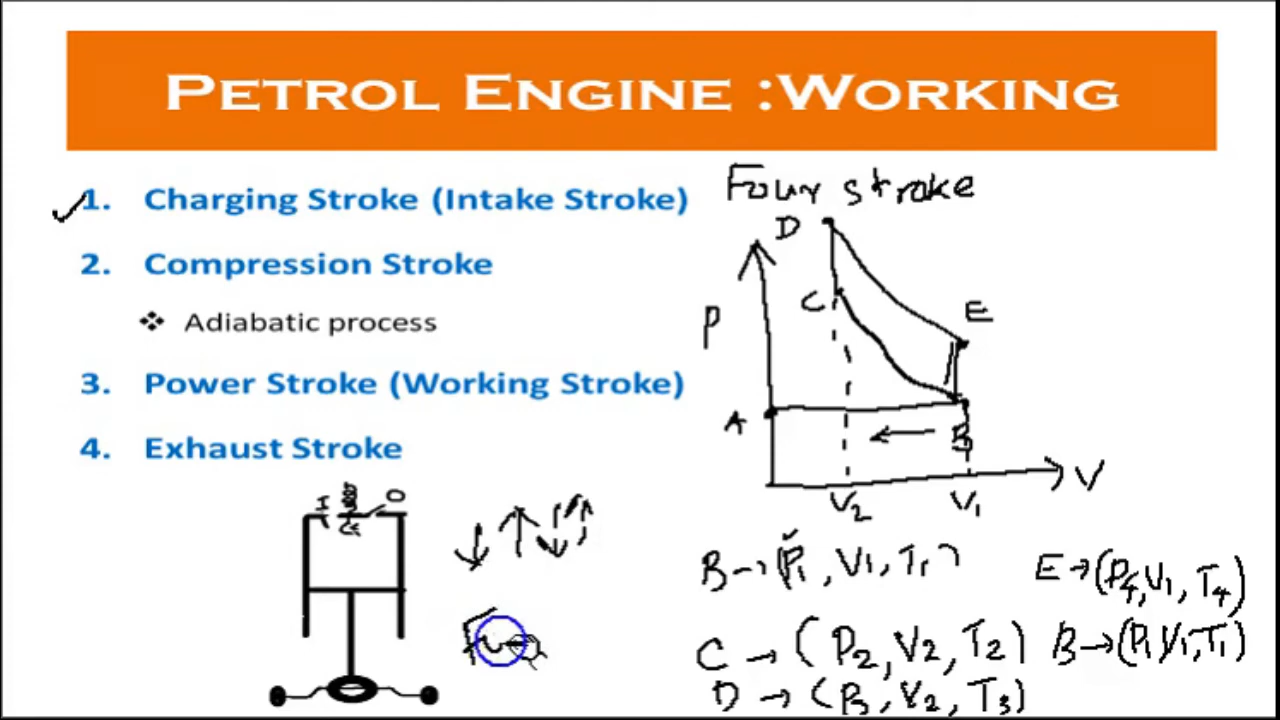 PETROL ENGINE :WORKING
1. Charging Stroke (Intake Stroke)
2. Compression Stroke
❖ Adiabatic process
3. Power Stroke (Working Stroke)
4. Exhaust Stroke
Four stroke
D
C
E
P
A
B
V
V2
V1
I
O
B → (P1, V1, T1)
C → (P2, V2, T2)
D → (P3, V2, T3)
E → (P4, V1, T4)
B → (P1 V1, T1)